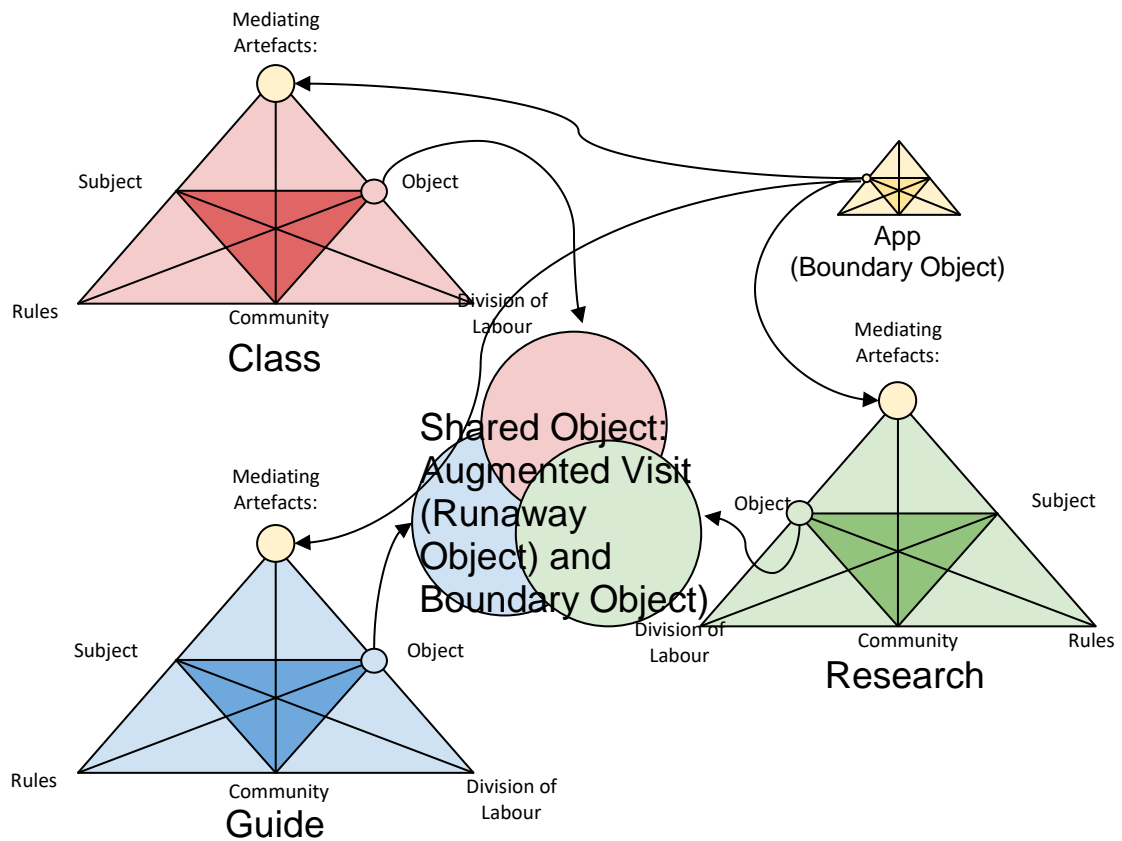 Mediating
Artefacts:
Subject
Object
Rules
Community
Division of
Labour
Class
App
(Boundary Object)
Mediating
Artefacts:
Shared Object:
Augmented Visit
(Runaway
Object) and
Boundary Object)
Object
Subject
Division of
Labour
Community
Rules
Research
Mediating
Artefacts:
Subject
Object
Rules
Community
Division of
Labour
Guide